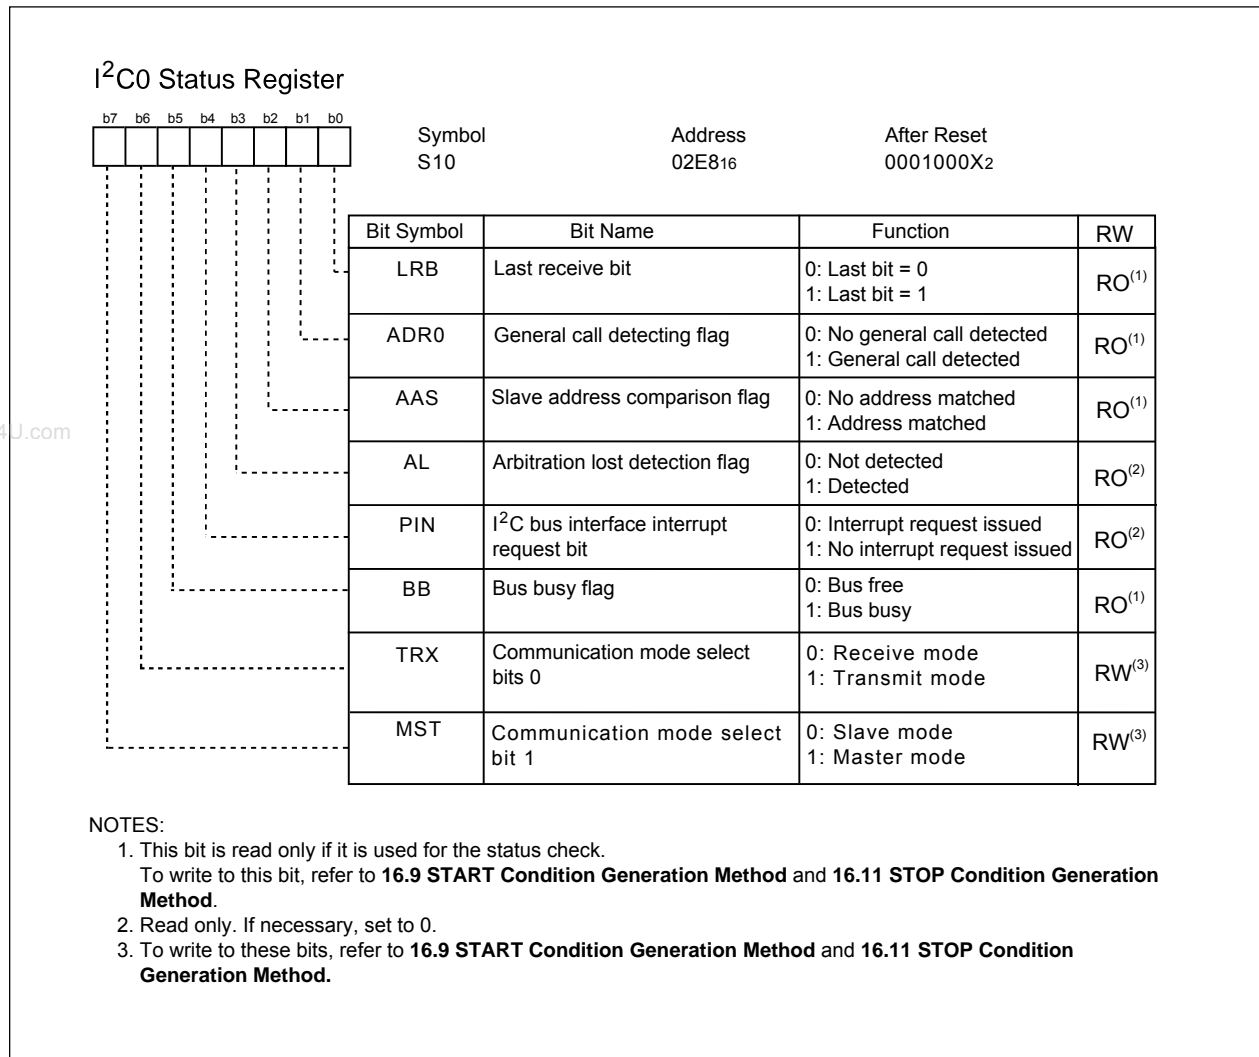 I2C0 Status Register
b7 b6 b5 b4 b3 b2 b1 b0
Symbol Address After Reset
S10 02E816 0001000X2
Bit Symbol Bit Name Function RW
LRB Last receive bit 0: Last bit = 0
1: Last bit = 1 RO(1)
ADR0 General call detecting flag 0: No general call detected
1: General call detected RO(1)
AAS Slave address comparison flag 0: No address matched
1: Address matched RO(1)
4U.com
AL Arbitration lost detection flag 0: Not detected
1: Detected RO(2)
PIN I2C bus interface interrupt 0: Interrupt request issued
request bit 1: No interrupt request issued RO(2)
BB Bus busy flag 0: Bus free
1: Bus busy RO(1)
TRX Communication mode select 0: Receive mode
bits 0 1: Transmit mode RW(3)
MST Communication mode select 0: Slave mode
bit 1 1: Master mode RW(3)
NOTES:
1. This bit is read only if it is used for the status check.
To write to this bit, refer to 16.9 START Condition Generation Method and 16.11 STOP Condition Generation
Method.
2. Read only. If necessary, set to 0.
3. To write to these bits, refer to 16.9 START Condition Generation Method and 16.11 STOP Condition
Generation Method.